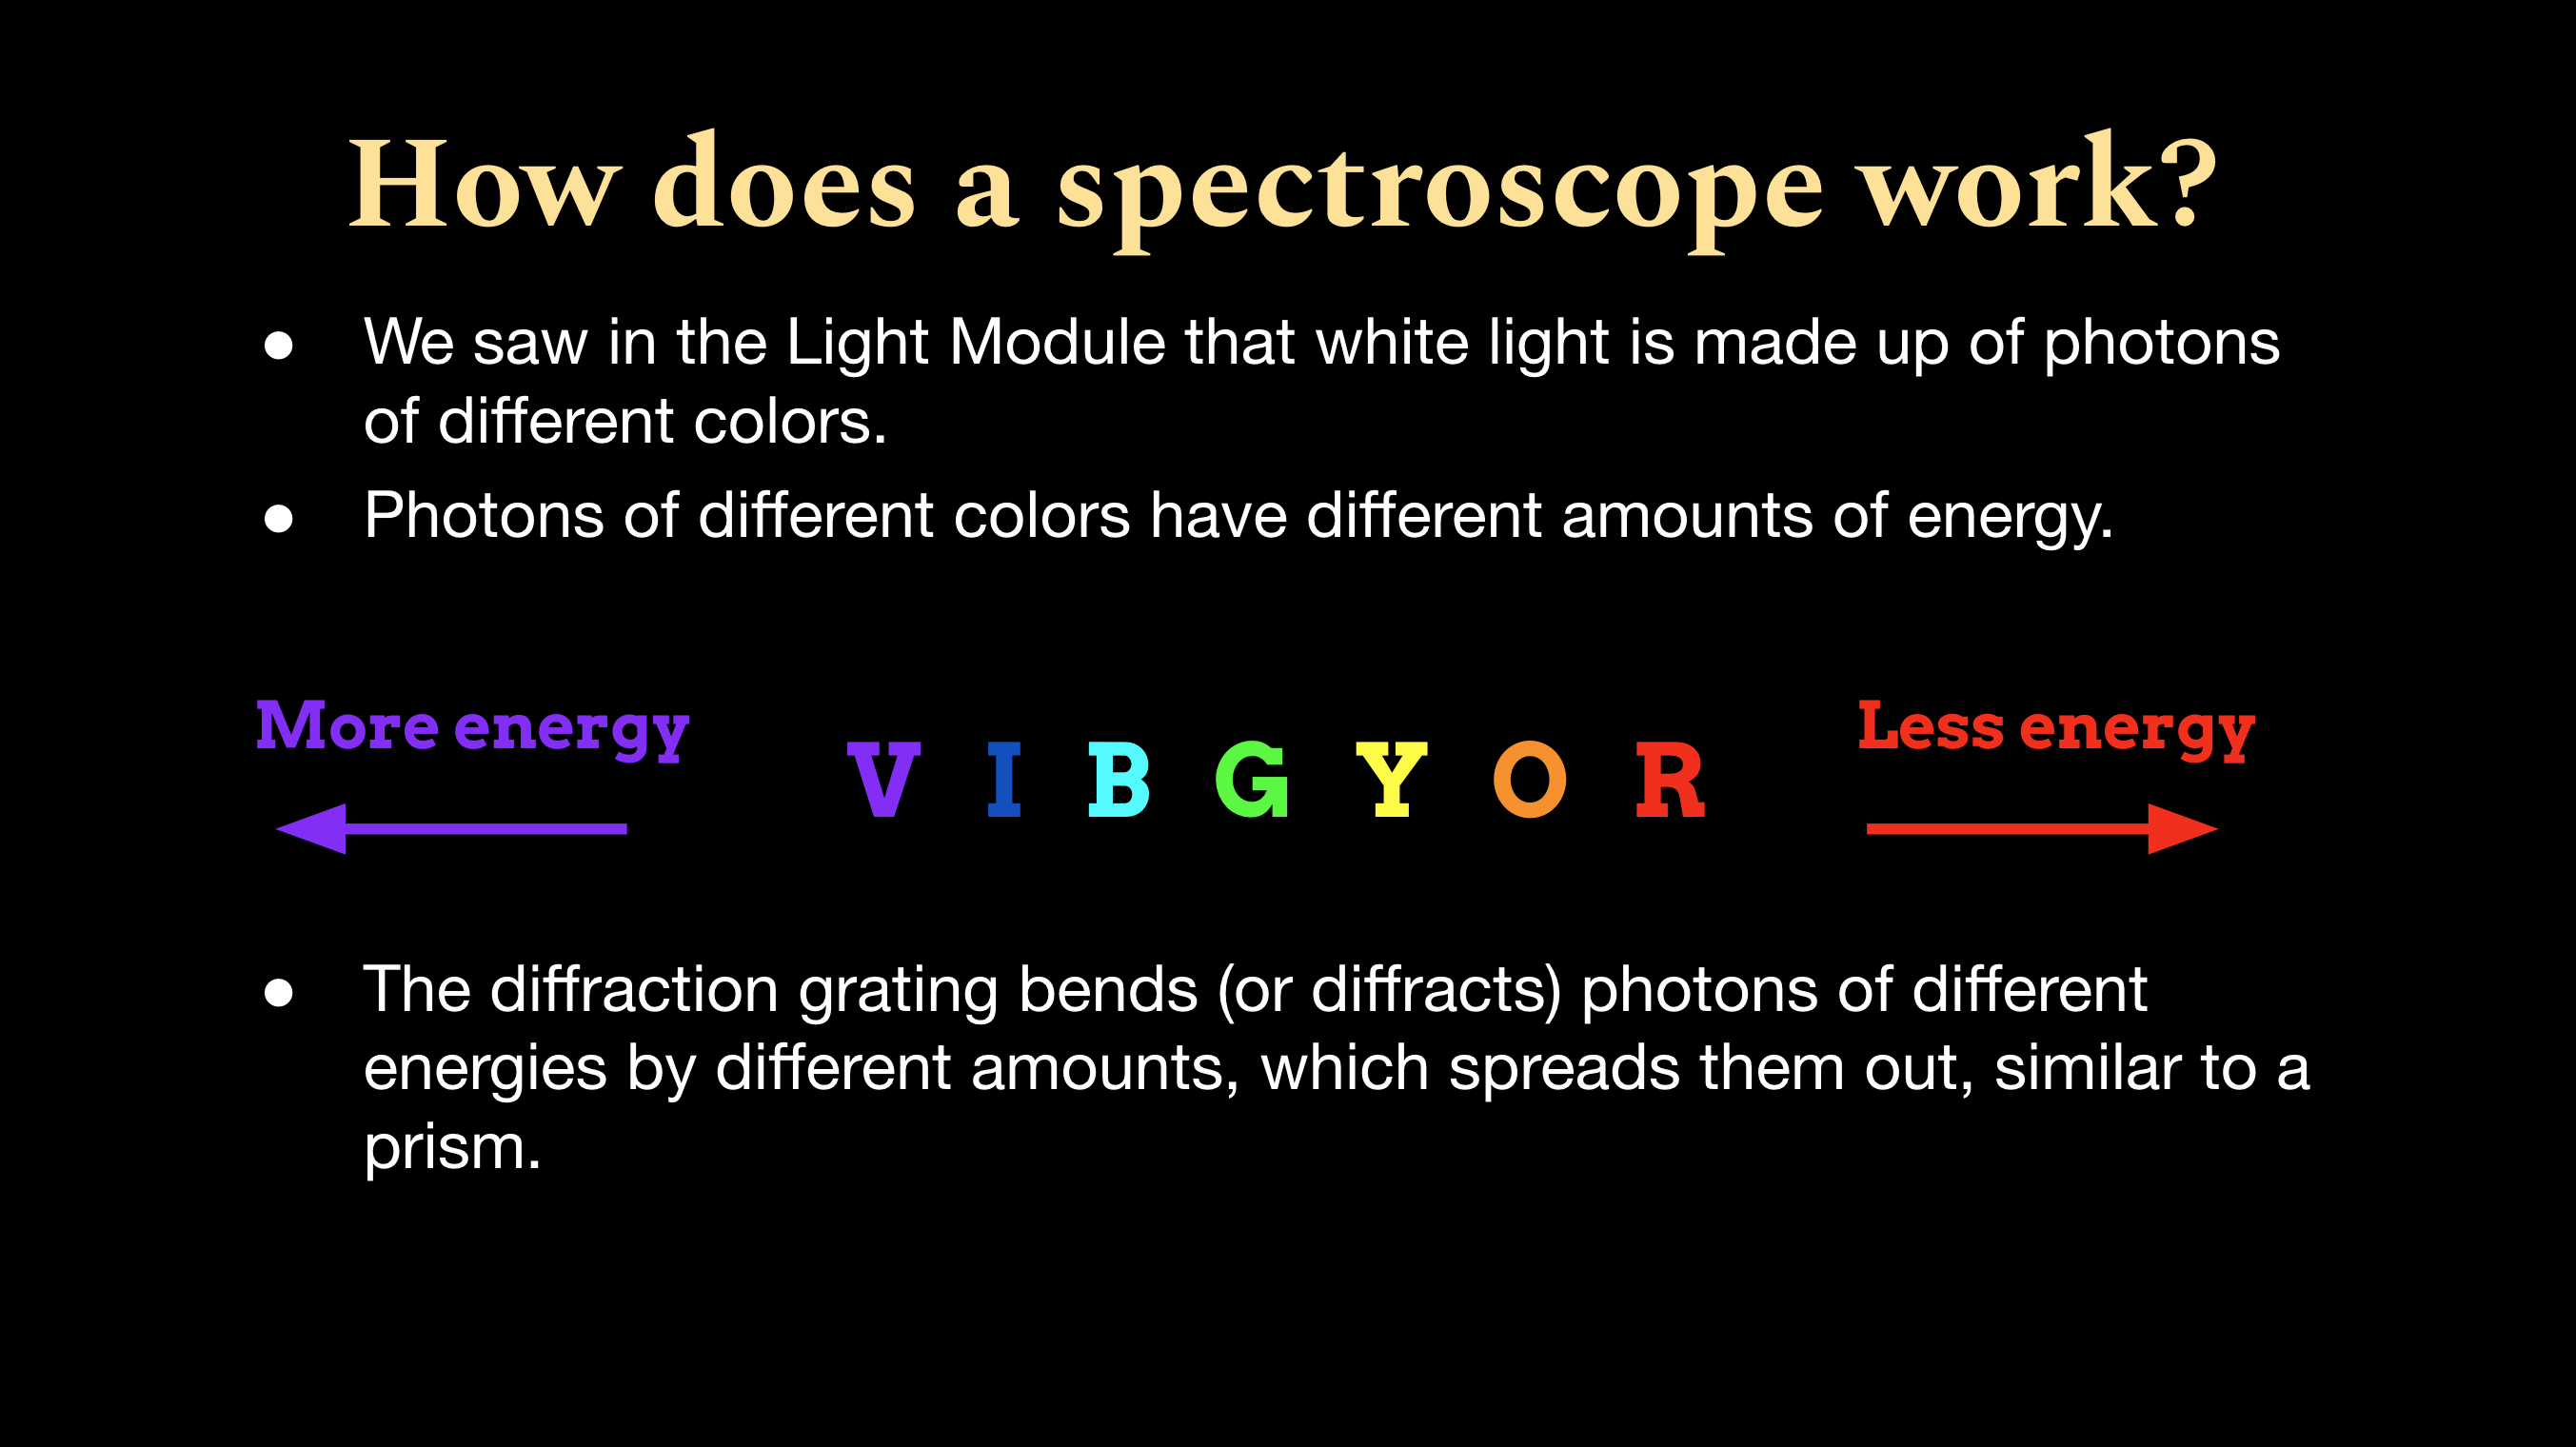 How does a spectroscope work?
● We saw in the Light Module that white light is made up of photons
of different colors.
● Photons of different colors have different amounts of energy.
More energy
V I B G Y O R
Less energy
● The diffraction grating bends (or diffracts) photons of different
energies by different amounts, which spreads them out, similar to a
prism.